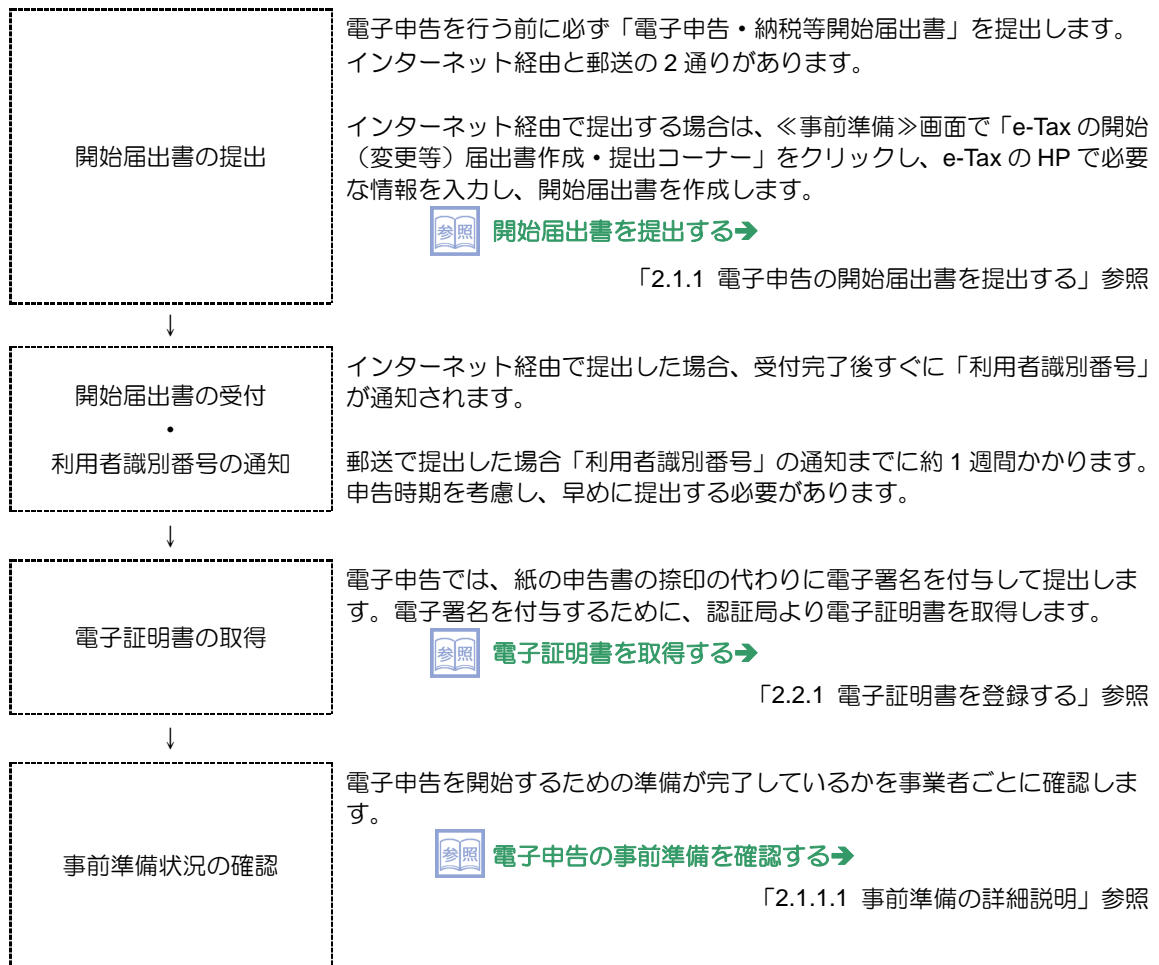 開始届出書の提出
電子申告を行う前に必ず「電子申告・納税等開始届出書」を提出します。
インターネット経由と郵送の 2 通りがあります。
インターネット経由で提出する場合は、≪事前準備≫画面で「e-Tax の開始
（変更等）届出書作成・提出コーナー」をクリックし、e-Tax の HP で必要
な情報を入力し、開始届出書を作成します。
参照 開始届出書を提出する➔
「2.1.1 電子申告の開始届出書を提出する」参照
↓
開始届出書の受付
・
利用者識別番号の通知
インターネット経由で提出した場合、受付完了後すぐに「利用者識別番号」
が通知されます。
郵送で提出した場合「利用者識別番号」の通知までに約 1 週間かかります。
申告時期を考慮し、早めに提出する必要があります。
↓
電子証明書の取得
電子申告では、紙の申告書の捺印の代わりに電子署名を付与して提出しま
す。電子署名を付与するために、認証局より電子証明書を取得します。
参照 電子証明書を取得する➔
「2.2.1 電子証明書を登録する」参照
↓
事前準備状況の確認
電子申告を開始するための準備が完了しているかを事業者ごとに確認しま
す。
参照 電子申告の事前準備を確認する➔
「2.1.1.1 事前準備の詳細説明」参照